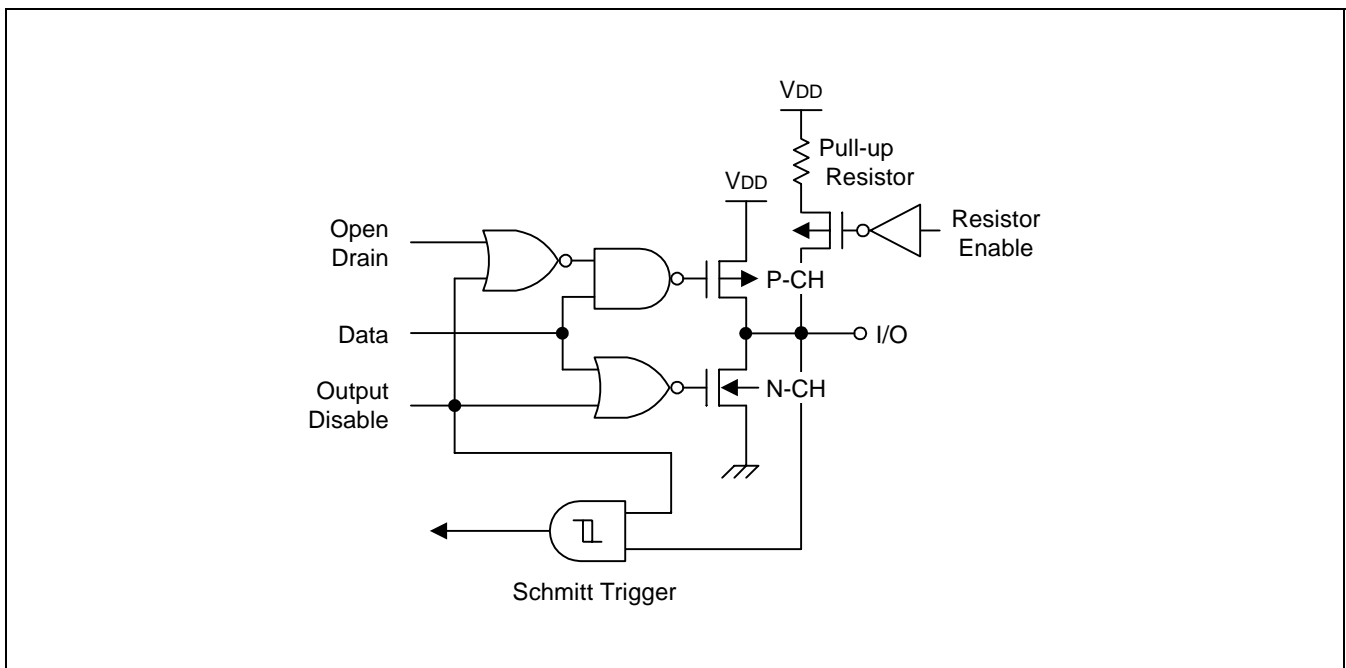 VDD
Pull-up
Resistor
VDD
Resistor
Enable
Open
Drain
P-CH
Data
I/O
Output
Disable
N-CH
Schmitt Trigger